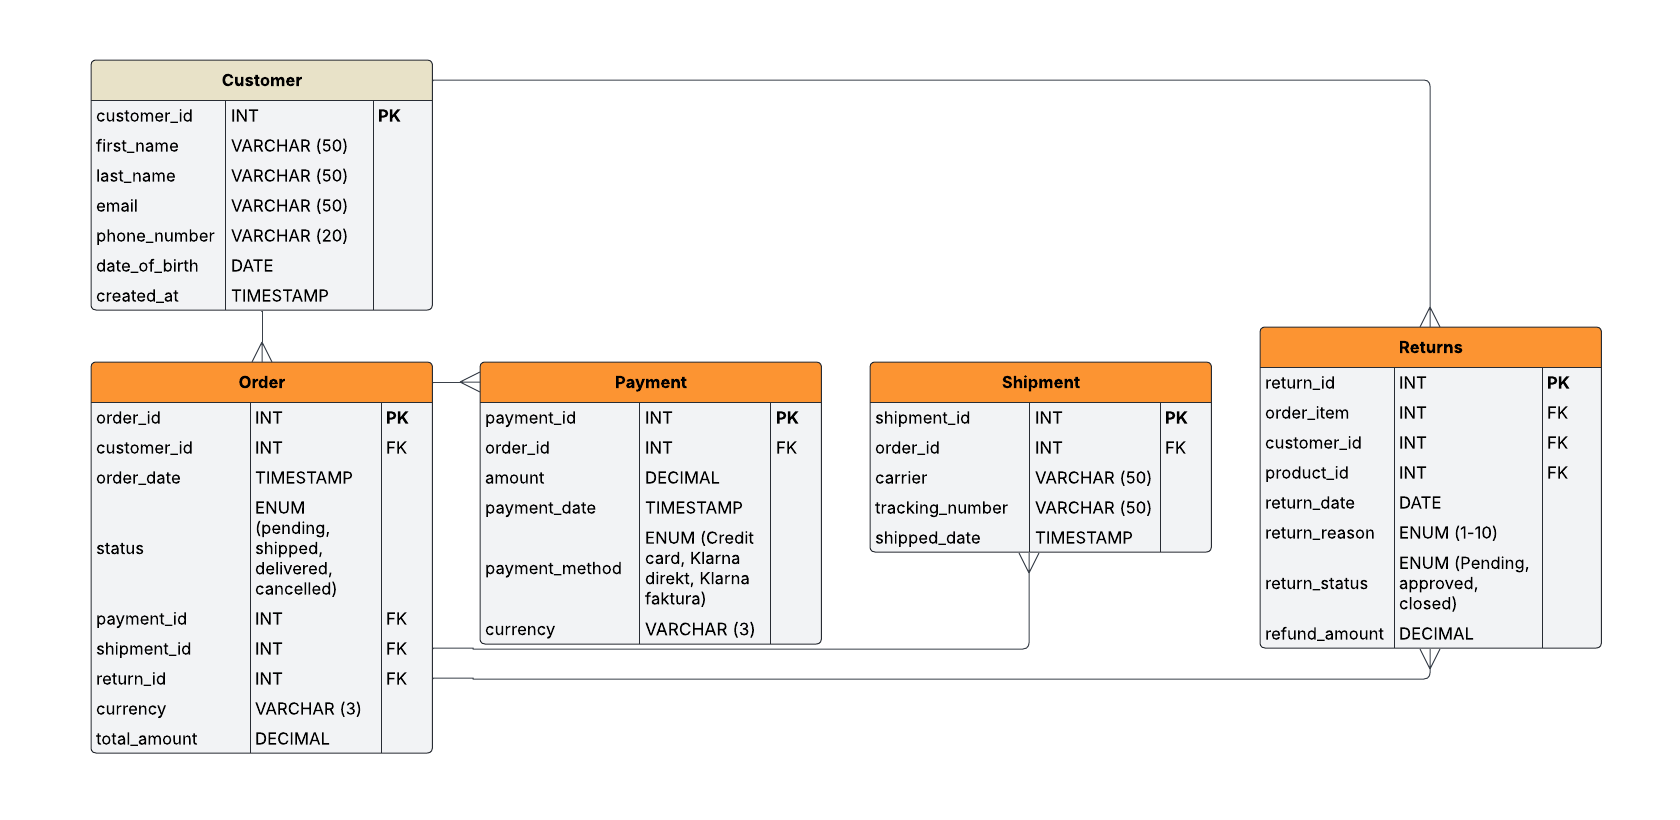 Customer
customer_id INT PK
first_name VARCHAR (50)
last_name VARCHAR (50)
email VARCHAR (50)
phone_number VARCHAR (20)
date_of_birth DATE
created_at TIMESTAMP
Order
order_id INT PK
customer_id INT FK
order_date TIMESTAMP
status ENUM
(pending,
shipped,
delivered,
cancelled)
payment_id INT FK
shipment_id INT FK
return_id INT FK
currency VARCHAR (3)
total_amount DECIMAL
Payment
payment_id INT PK
order_id INT FK
amount DECIMAL
payment_date TIMESTAMP
payment_method ENUM (Credit
card, Klarna
direkt, Klarna
faktura)
currency VARCHAR (3)
Shipment
shipment_id INT PK
order_id INT FK
carrier VARCHAR (50)
tracking_number VARCHAR (50)
shipped_date TIMESTAMP
Returns
return_id INT PK
order_item INT FK
customer_id INT FK
product_id INT FK
return_date DATE
return_reason ENUM (1-10)
return_status ENUM (Pending,
approved,
closed)
refund_amount DECIMAL